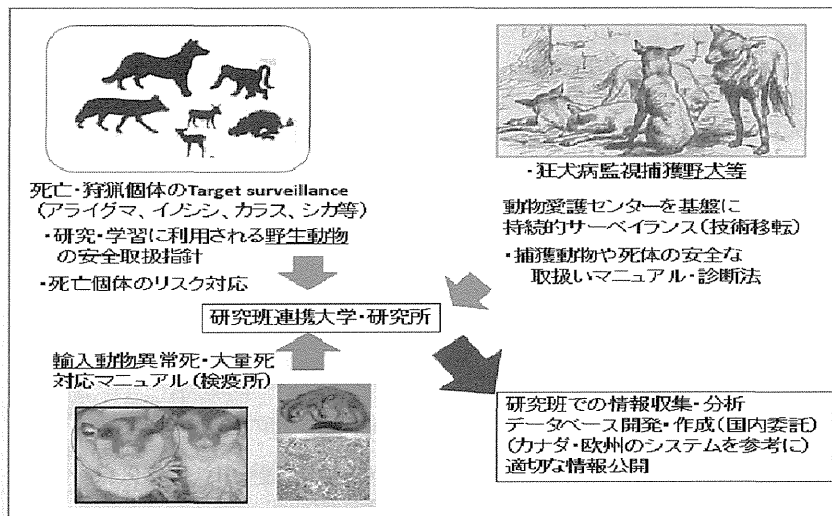 死亡・狩猟個体のTarget surveillance
(アライグマ、イノシシ、カラス、シカ等)
・研究・学習に利用される野生動物
の安全取扱指針
・死亡個体のリスク対応
・狂犬病監視捕獲野犬等
動物愛護センターを基盤に
持続的サーベイランス(技術移転)
・捕獲動物や死体の安全な
取扱いマニュアル・診断法
研究班連携大学・研究所
輸入動物異常死・大量死
対応マニュアル(検疫所)
研究班での情報収集・分析
データベース開発・作成(国内委託)
(カナダ・欧州のシステムを参考に)
適切な情報公開